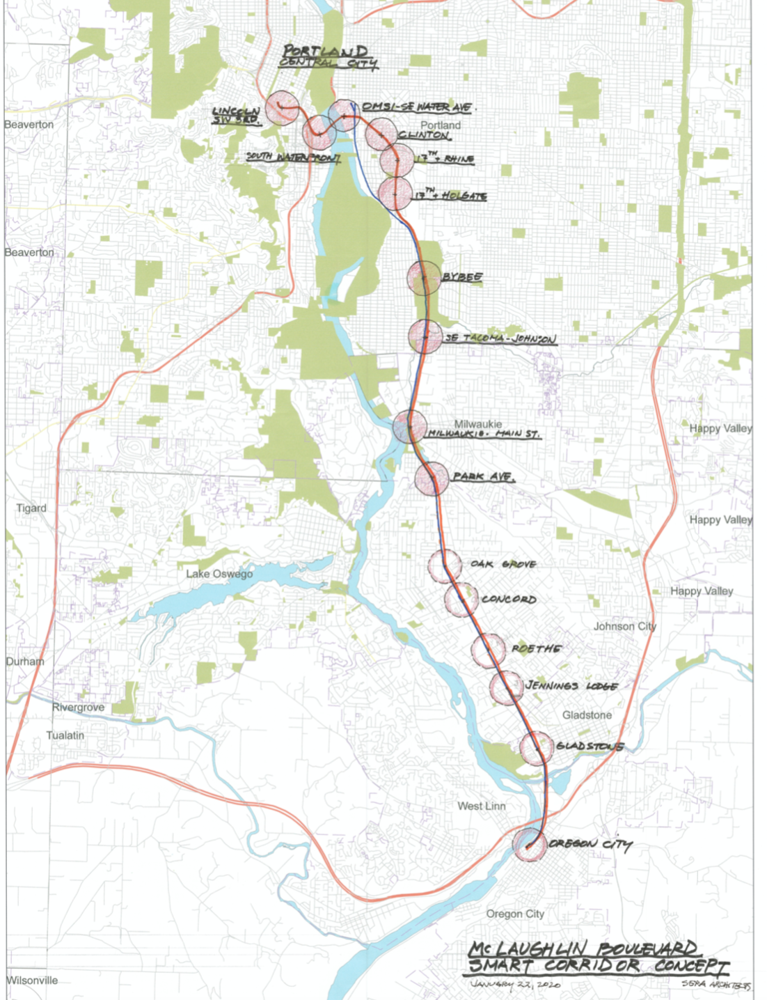 PORTLAND
CENTRAL CITY
LINCOLN
SW 3RD.
OMSI-SE WATER AVE.
Beaverton
Portland
CLINTON.
SOUTH WATERFRONT
17TH + RHINE
17TH + HOLGATE
Beaverton
BYBEE
SE TACOMA-JOHNSON
Milwaukie
MILWAUKIE. MAIN ST.
Happy Valley
PARK AVE.
Tigard
Happy Valley
OAK GROVE
Lake Oswego
Happy Valley
CONCORD
Johnson City
ROETHE
Durham
JENNINGS LODGE
Rivergrove
Gladstone
Tualatin
GLADSTONE
West Linn
OREGON CITY
Oregon City
McLAUGHLIN BOULEVARD
SMART CORRIDOR CONCEPT
Wilsonville
JANUARY 22, 2020
SERA ARCHITECTS